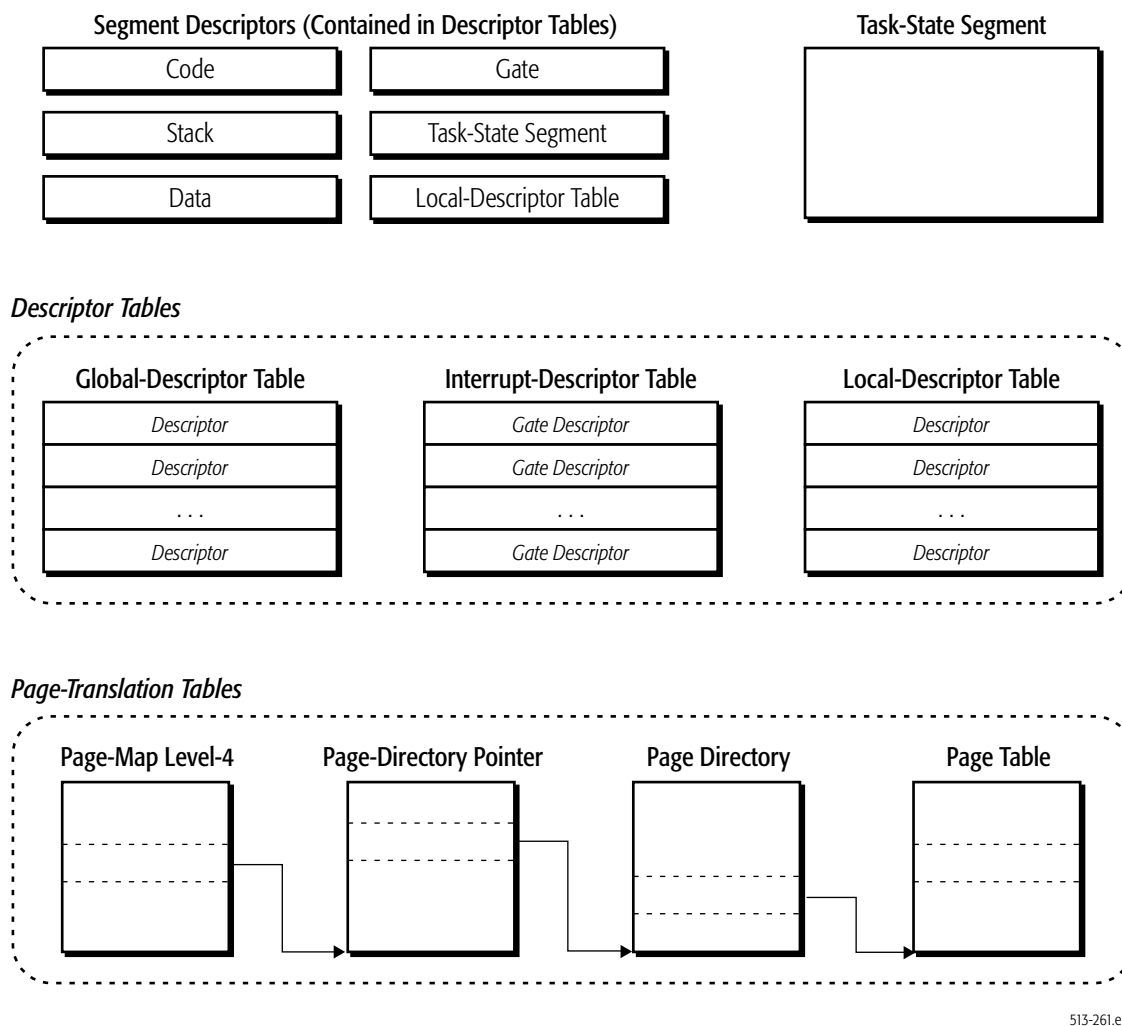 Segment Descriptors (Contained in Descriptor Tables)
Task-State Segment
Code
Gate
Stack
Task-State Segment
Data
Local-Descriptor Table
Descriptor Tables
Global-Descriptor Table
Interrupt-Descriptor Table
Local-Descriptor Table
Descriptor
Gate Descriptor
Descriptor
Descriptor
Gate Descriptor
Descriptor
. . .
. . .
. . .
Descriptor
Gate Descriptor
Descriptor
Page-Translation Tables
Page-Map Level-4
Page-Directory Pointer
Page Directory
Page Table
513-261.e